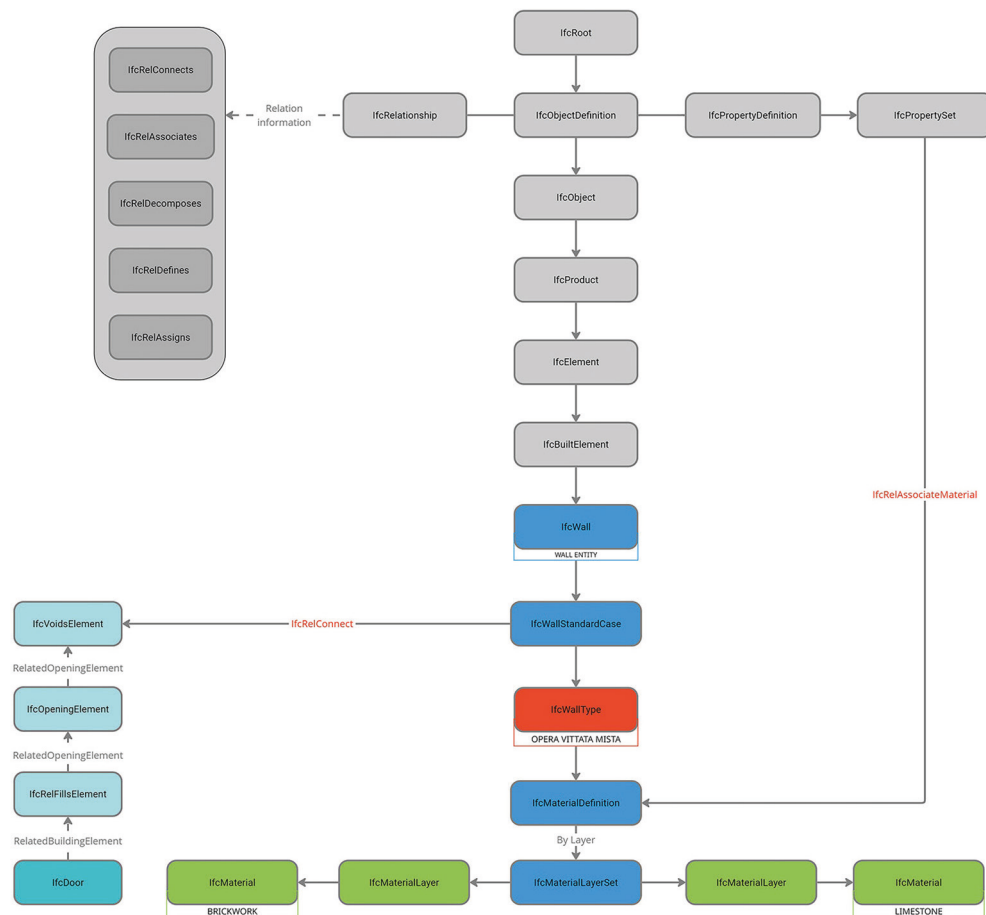 IfcRoot
IfcRelConnects
IfcRelAssociates
IfcRelDecomposes
IfcRelDefines
IfcRelAssigns
Relation
information
IfcRelationship
IfcObjectDefinition
IfcPropertyDefinition
IfcPropertySet
IfcObject
IfcProduct
IfcElement
IfcBuiltElement
IfcRelAssociateMaterial
IfcWall
WALL ENTITY
IfcVoidsElement
IfcRelConnect
IfcWallStandardCase
RelatedOpeningElement
IfcOpeningElement
IfcWallType
OPERA VITTATA MISTA
RelatedOpeningElement
IfcRelFillsElement
IfcMaterialDefinition
RelatedBuildingElement
By Layer
IfcDoor
IfcMaterial
BRICKWORK
IfcMaterialLayer
IfcMaterialLayerSet
IfcMaterialLayer
IfcMaterial
LIMESTONE